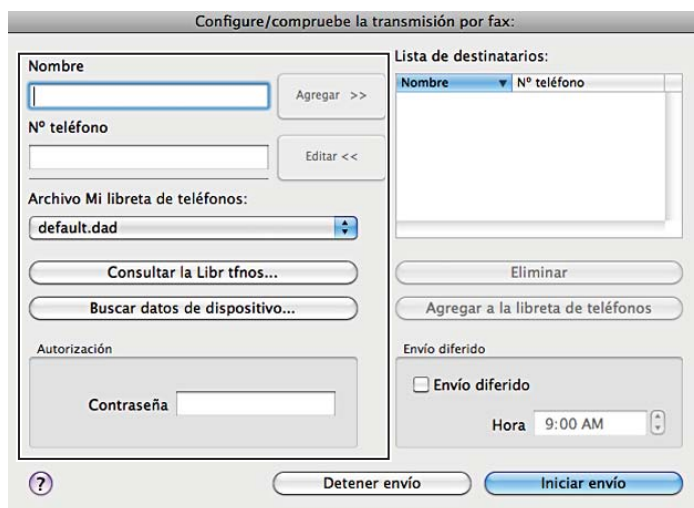 Configure/compruebe la transmisión por fax:
Nombre
Agregar >>
Nº teléfono
Editar <<
Archivo Mi libreta de teléfonos:
default.dad
Consultar la Libr tfnos...
Buscar datos de dispositivo...
Autorización
Contraseña
Lista de destinatarios:
Nombre Nº teléfono
Eliminar
Agregar a la libreta de teléfonos
Envío diferido
Envío diferido
Hora 9:00 AM
?
Detener envío
Iniciar envío